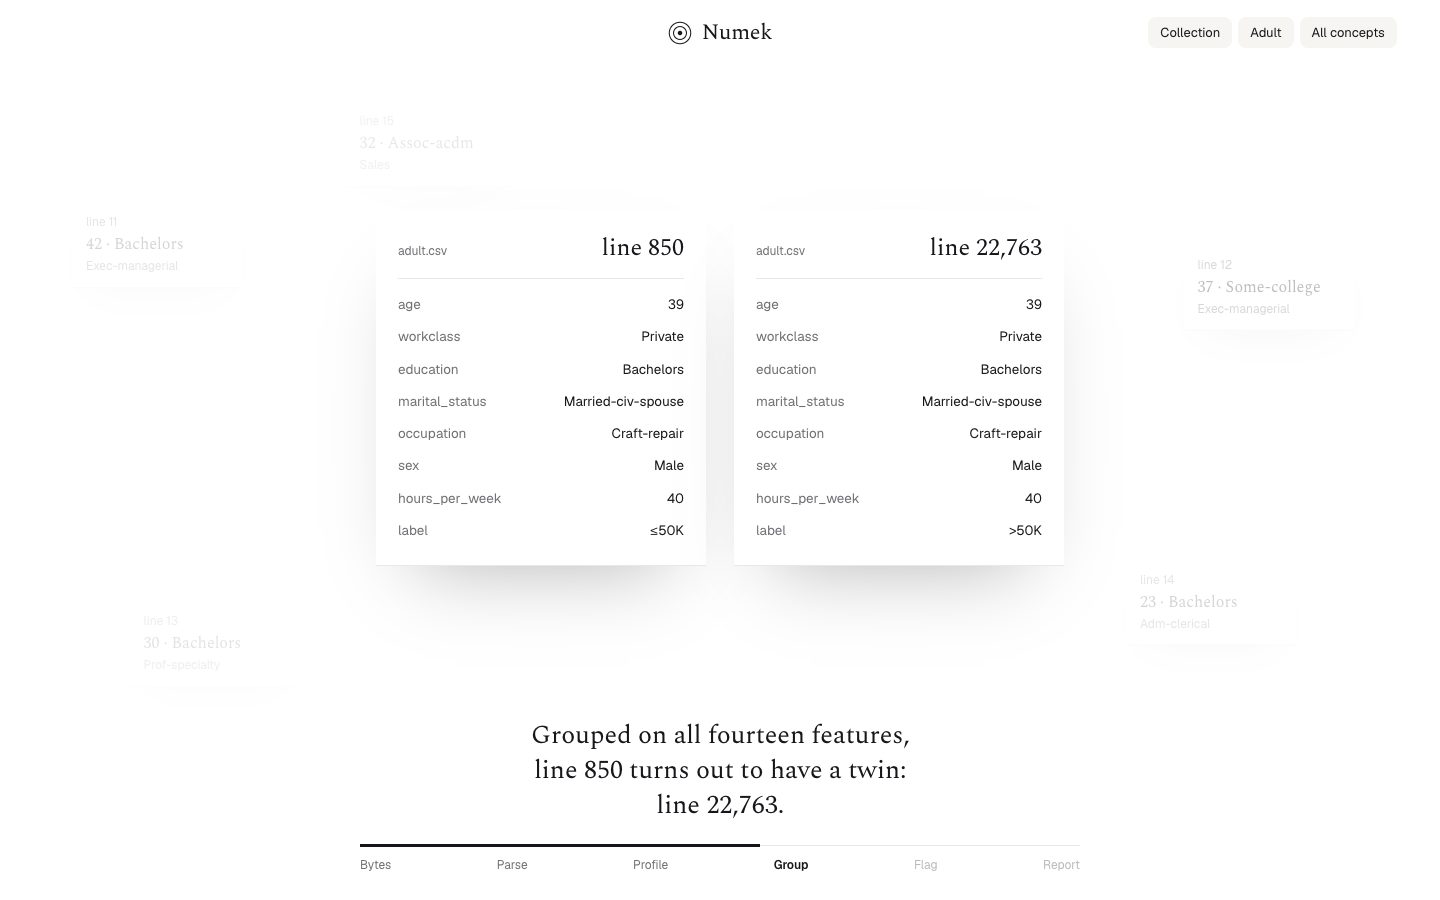 Numek
Collection
Adult
All concepts
line 15
32 · Assoc-acdm
Sales
line 11
42 · Bachelors
Exec-managerial
adult.csv
line 850
age
39
workclass
Private
education
Bachelors
marital_status
Married-civ-spouse
occupation
Craft-repair
sex
Male
hours_per_week
40
label
≤50K
adult.csv
line 22,763
age
39
workclass
Private
education
Bachelors
marital_status
Married-civ-spouse
occupation
Craft-repair
sex
Male
hours_per_week
40
label
>50K
line 12
37 · Some-college
Exec-managerial
line 14
23 · Bachelors
Adm-clerical
line 13
30 · Bachelors
Prof-specialty
Grouped on all fourteen features,
line 850 turns out to have a twin:
line 22,763.
Bytes
Parse
Profile
Group
Flag
Report